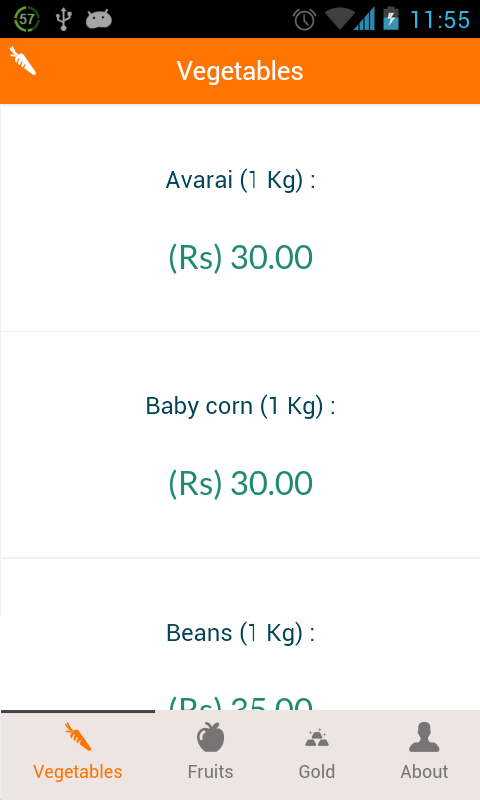 57 11:55
Vegetables
Avarai (1 Kg) :
(Rs) 30.00
Baby corn (1 Kg) :
(Rs) 30.00
Beans (1 Kg) :
(Rs) 35.00
Vegetables Fruits Gold About